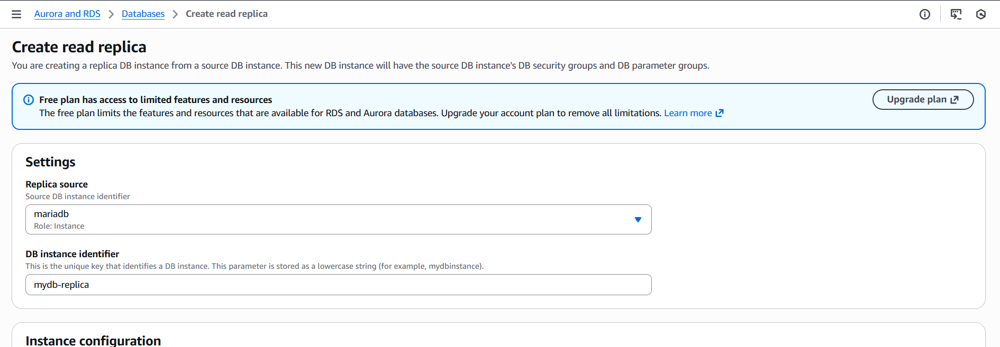 Aurora and RDS > Databases > Create read replica
Create read replica
You are creating a replica DB instance from a source DB instance. This new DB instance will have the source DB instance's DB security groups and DB parameter groups.
Free plan has access to limited features and resources
Upgrade plan
The free plan limits the features and resources that are available for RDS and Aurora databases. Upgrade your account plan to remove all limitations. Learn more
Settings
Replica source
Source DB instance identifier
mariadb
Role: Instance
DB instance identifier
This is the unique key that identifies a DB instance. This parameter is stored as a lowercase string (for example, mydbinstance).
mydb-replica
Instance configuration